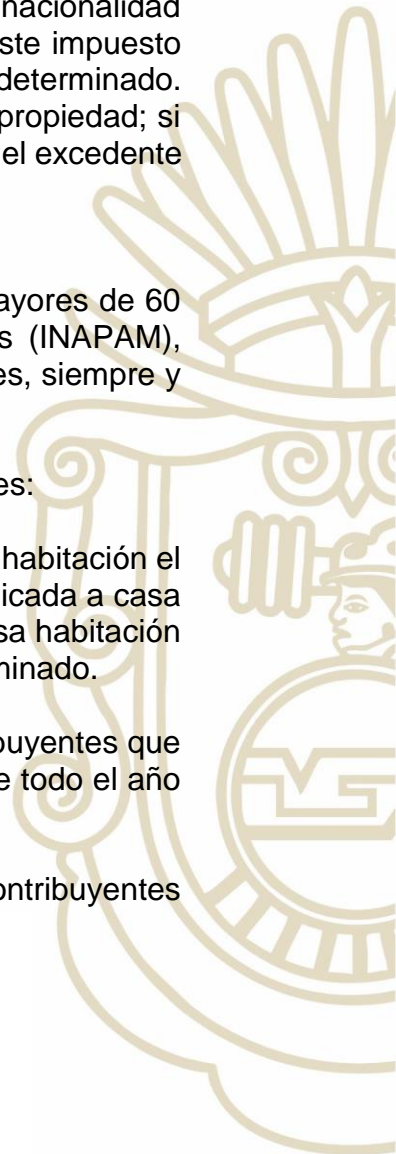 nacionalidad
ste impuesto
determinado.
propiedad; si
el excedente
ayores de 60
s (INAPAM),
es, siempre y
es:
habitación el
icada a casa
sa habitación
minado.
buyentes que
e todo el año
ontribuyentes